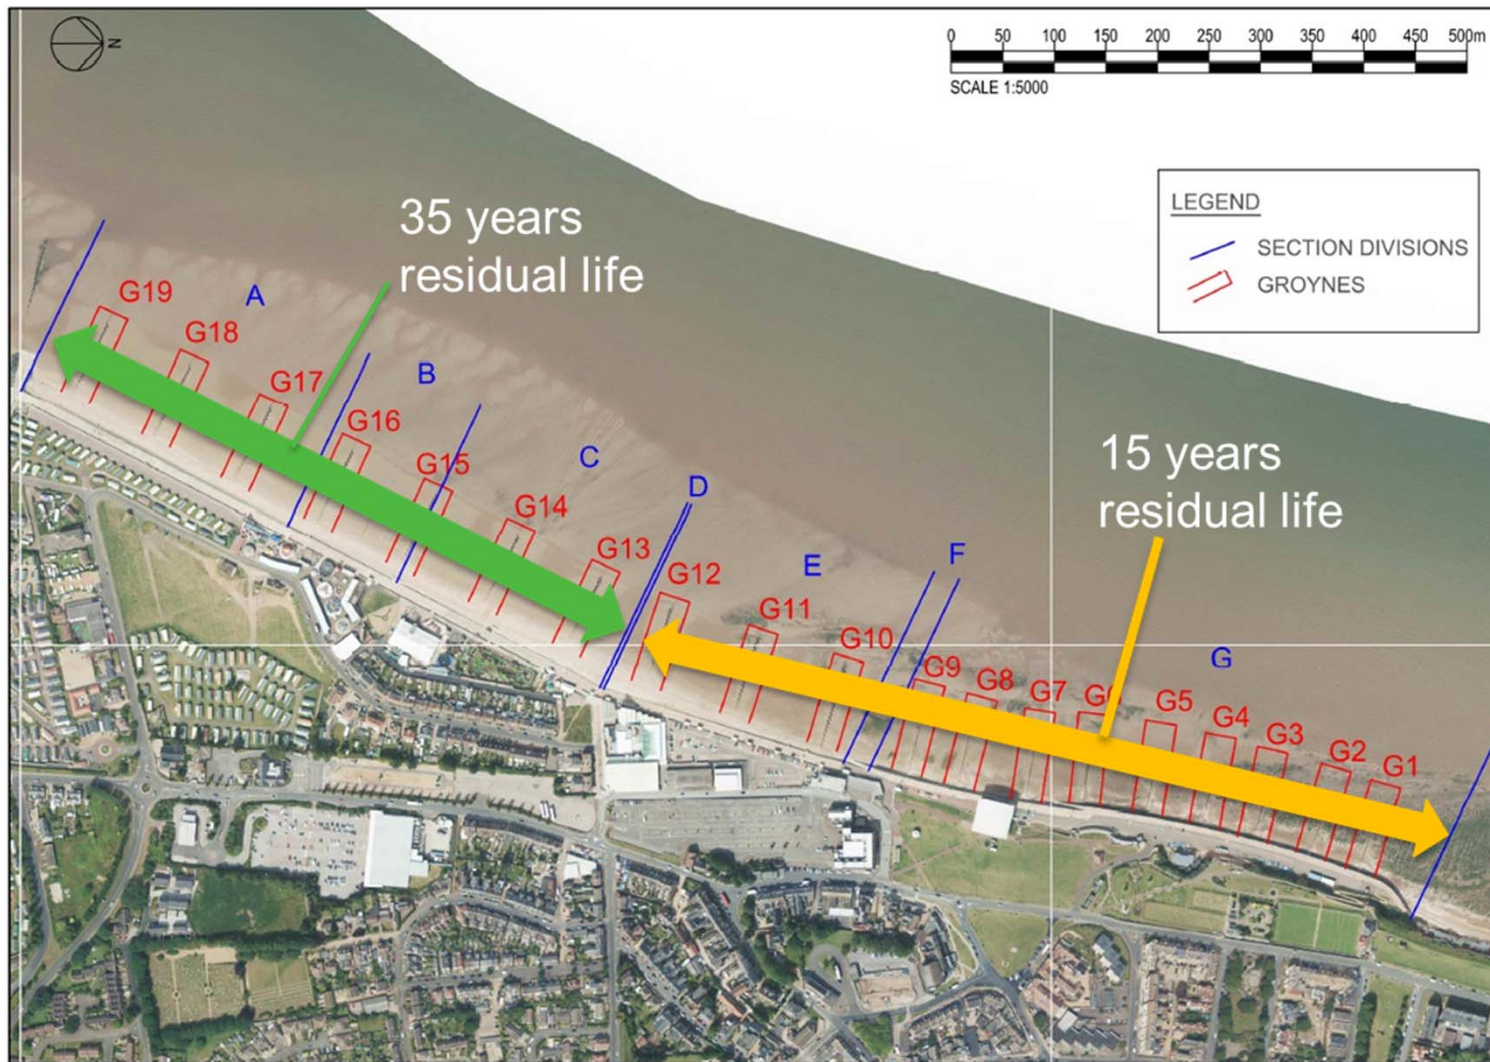 N
0 50 100 150 200 250 300 350 400 450 500m
SCALE 1:5000
LEGEND
SECTION DIVISIONS
GROYNES
35 years
residual life
15 years
residual life
A
B
C
D
E
F
G
G19
G18
G17
G16
G15
G14
G13
G12
G11
G10
G9
G8
G7
G6
G5
G4
G3
G2
G1